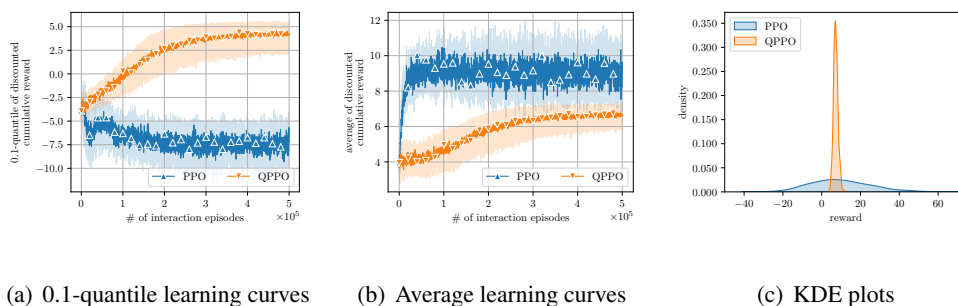 5.0
2.5
0.0
−2.5
−5.0
−7.5
−10.0
0.1-quantile of discounted
cumulative reward
PPO
QPPO
0 1 2 3 4 5
# of interaction episodes
×10⁵
12
10
8
6
4
average of discounted
cumulative reward
PPO
QPPO
0 1 2 3 4 5
# of interaction episodes
×10⁵
0.350
0.300
0.250
0.200
0.150
0.100
0.050
0.000
density
PPO
QPPO
−40 −20 0 20 40 60
reward
(a) 0.1-quantile learning curves
(b) Average learning curves
(c) KDE plots